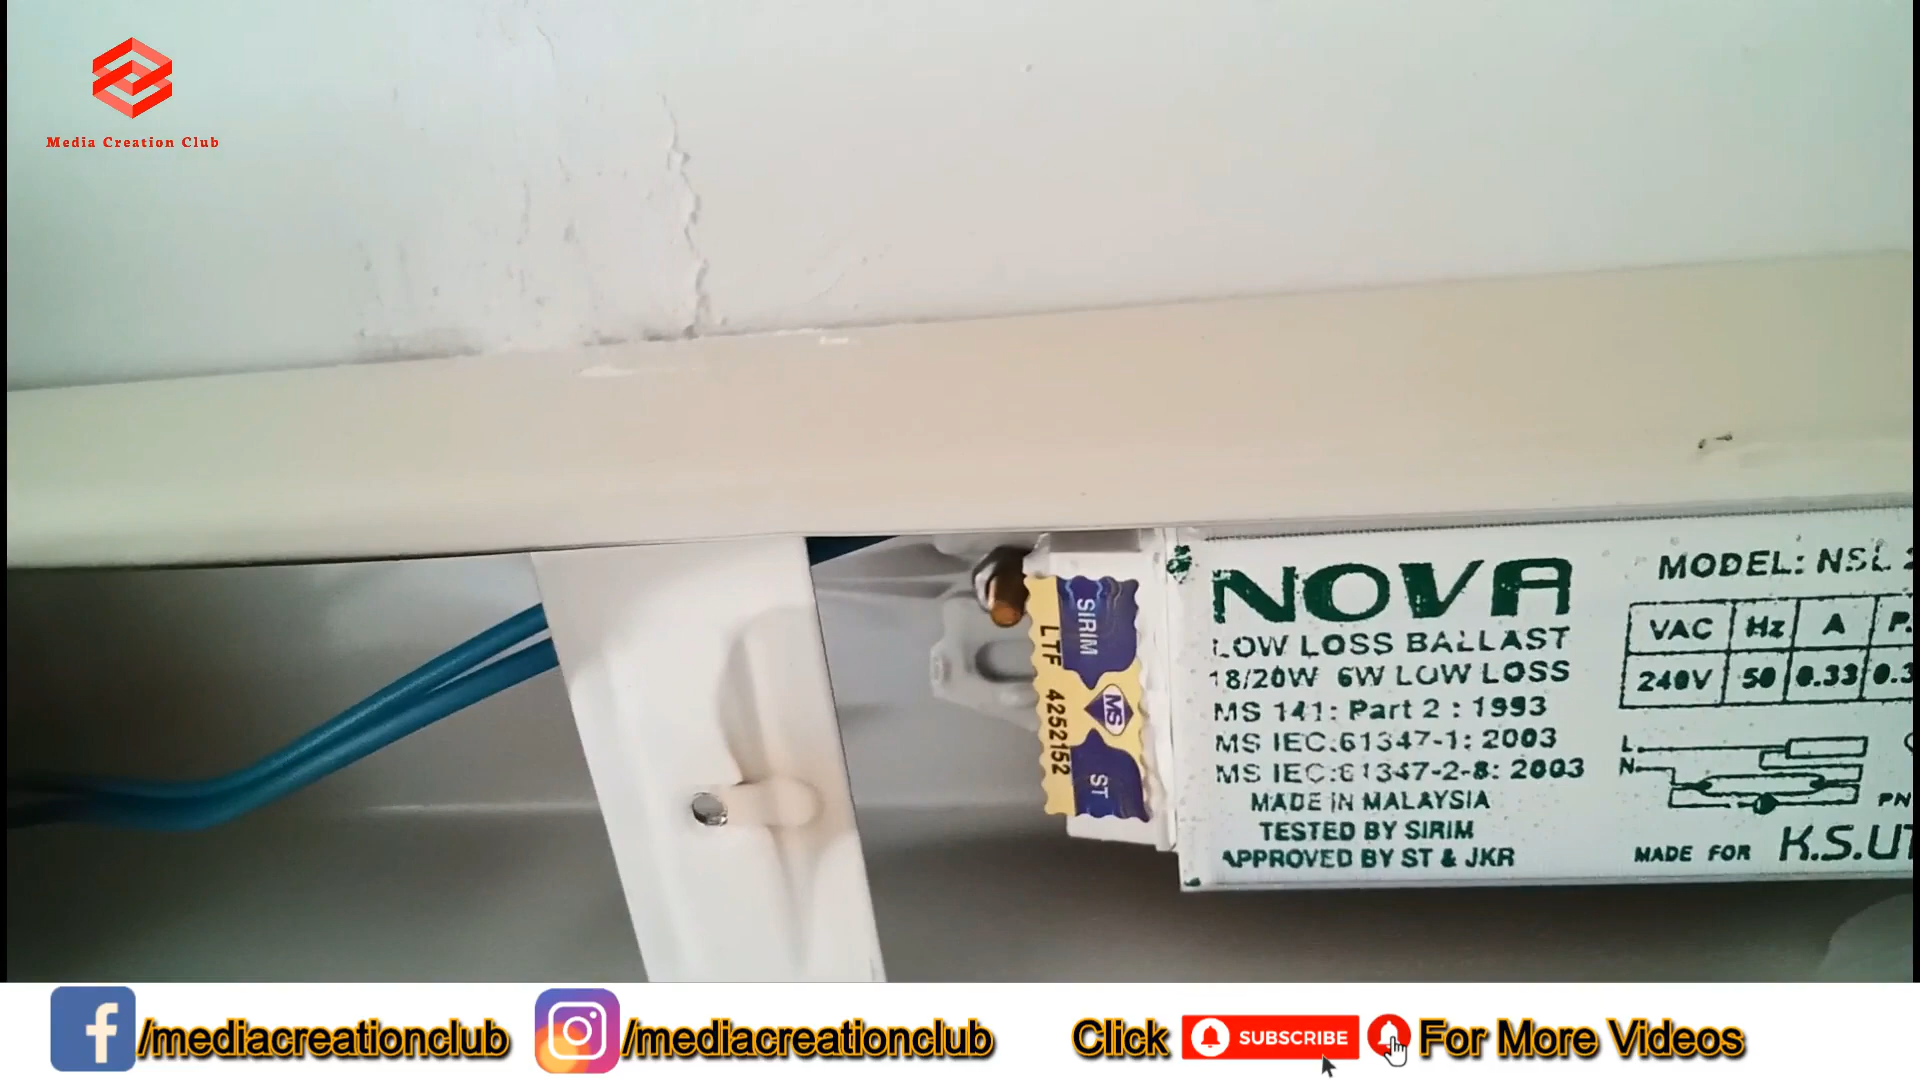 Media Creation Club
NOVA
LOW LOSS BALLAST
18/20W 6W LOW LOSS
MS 141: Part 2 : 1993
MS IEC:61347-1: 2003
MS IEC:61347-2-8: 2003
MADE IN MALAYSIA
TESTED BY SIRIM
APPROVED BY ST & JKR
MODEL: NSL
VAC Hz A
240V 50 0.33
L
N
MADE FOR K.S.
SIRIM
LTF 4252152
MS
ST
/mediacreationclub
/mediacreationclub
Click SUBSCRIBE For More Videos